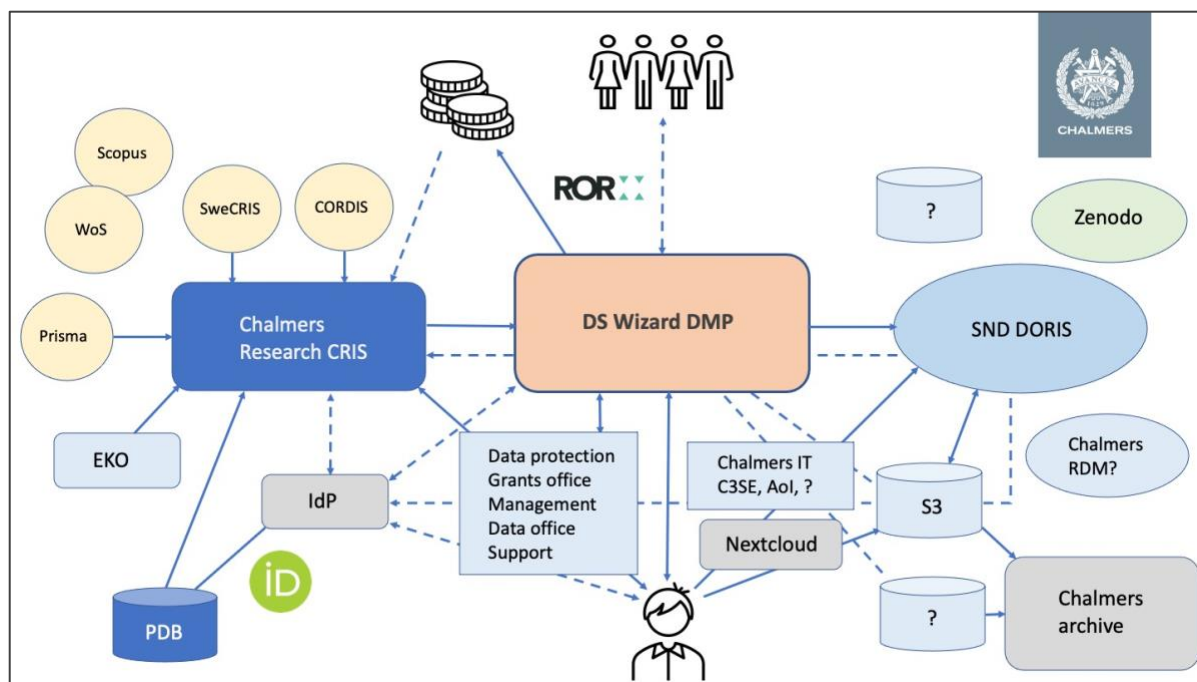 Scopus
WoS
SweCRIS
CORDIS
Prisma
ROR
AVANCEZ
1829
CHALMERS
?
Zenodo
Chalmers
Research CRIS
DS Wizard DMP
SND DORIS
EKO
IdP
Data protection
Grants office
Management
Data office
Support
Chalmers IT
C3SE, AoI, ?
Nextcloud
S3
Chalmers
RDM?
iD
PDB
?
Chalmers
archive